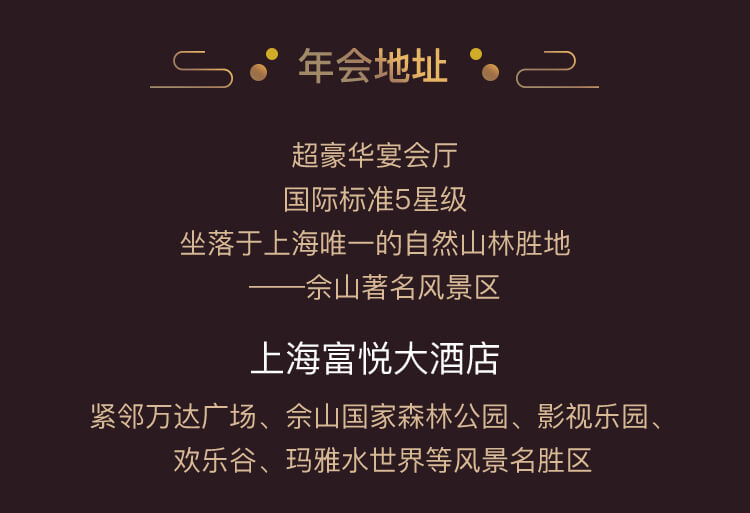 年会地址
超豪华宴会厅
国际标准5星级
坐落于上海唯一的自然山林胜地
——佘山著名风景区
上海富悦大酒店
紧邻万达广场、佘山国家森林公园、影视乐园、
欢乐谷、玛雅水世界等风景名胜区